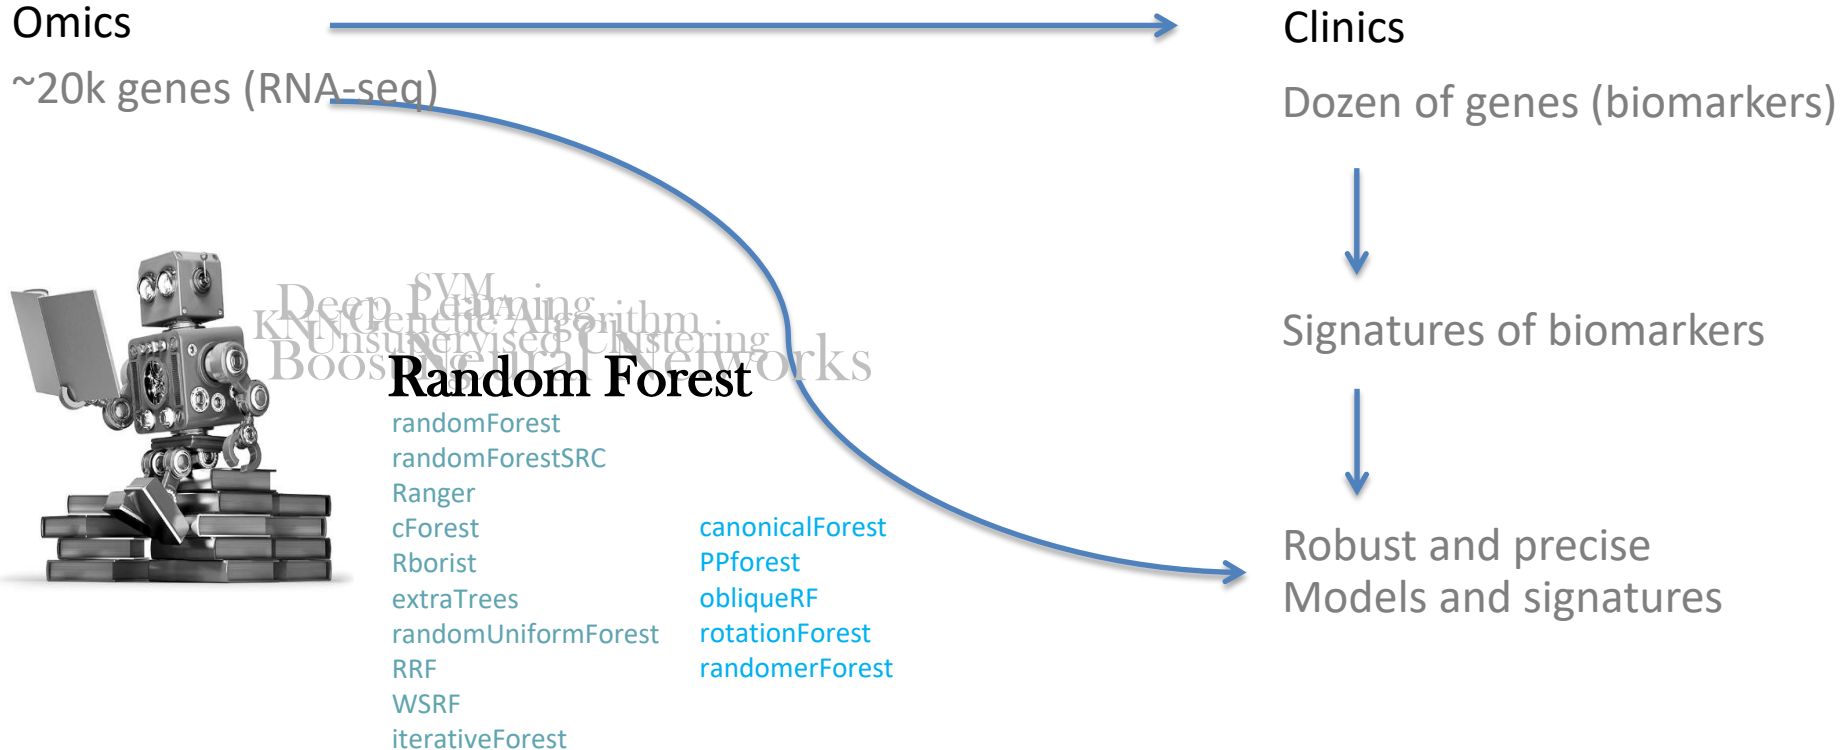 Omics
Clinics
~20k genes (RNA-seq)
Dozen of genes (biomarkers)
SVM
Deep Learning
KNN Genetic Algorithm
Unsupervised Clustering
Boosting Neural Networks
Random Forest
Signatures of biomarkers
randomForest
randomForestSRC
Ranger
cForest
Rborist
extraTrees
randomUniformForest
RRF
WSRF
iterativeForest
canonicalForest
PPforest
obliqueRF
rotationForest
randomerForest
Robust and precise
Models and signatures